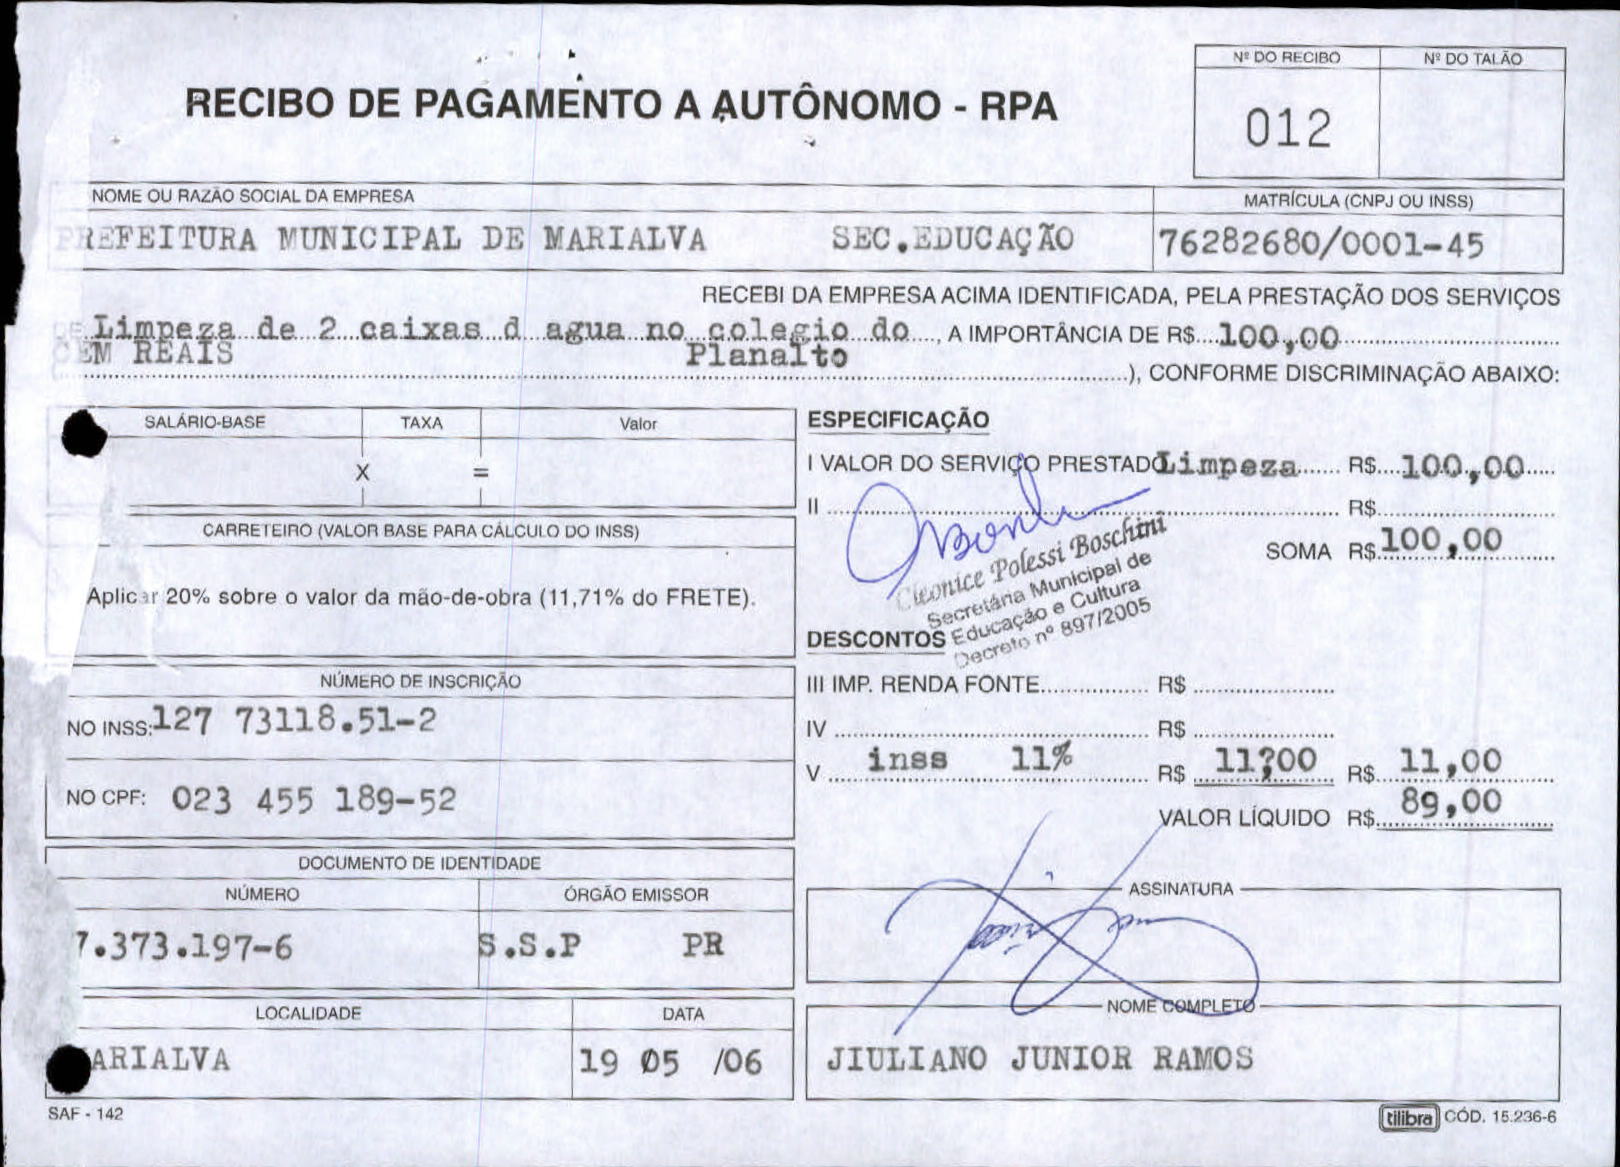 RECIBO DE PAGAMENTO A AUTÔNOMO - RPA
Nº DO RECIBO Nº DO TALÃO
012
NOME OU RAZÃO SOCIAL DA EMPRESA MATRÍCULA (CNPJ OU INSS)
PREFEITURA MUNICIPAL DE MARIALVA SEC.EDUCAÇÃO 76282680/0001-45
RECEBI DA EMPRESA ACIMA IDENTIFICADA, PELA PRESTAÇÃO DOS SERVIÇOS
DE Limpeza de 2 caixas d agua no colegio do, A IMPORTÂNCIA DE R$ 100,00
CEM REAIS Planalto
), CONFORME DISCRIMINAÇÃO ABAIXO:
SALÁRIO-BASE TAXA Valor
X =
CARRETEIRO (VALOR BASE PARA CÁLCULO DO INSS)
Aplicar 20% sobre o valor da mão-de-obra (11,71% do FRETE).
NÚMERO DE INSCRIÇÃO
NO INSS: 127 73118.51-2
NO CPF: 023 455 189-52
DOCUMENTO DE IDENTIDADE
NÚMERO ÓRGÃO EMISSOR
7.373.197-6 S.S.P PR
LOCALIDADE DATA
MARIALVA 19 05 /06
SAF - 142
ESPECIFICAÇÃO
I VALOR DO SERVIÇO PRESTADO Limpeza R$ 100,00
II R$
SOMA R$ 100,00
Cleonice Polessi Boschini
Secretária Municipal de
Educação e Cultura
Decreto nº 897/2005
DESCONTOS
III IMP. RENDA FONTE R$
IV R$
V inss 11% R$ 11?00 R$ 11,00
VALOR LÍQUIDO R$ 89,00
ASSINATURA
NOME COMPLETO
JIULIANO JUNIOR RAMOS
tilibra CÓD. 15.236-6